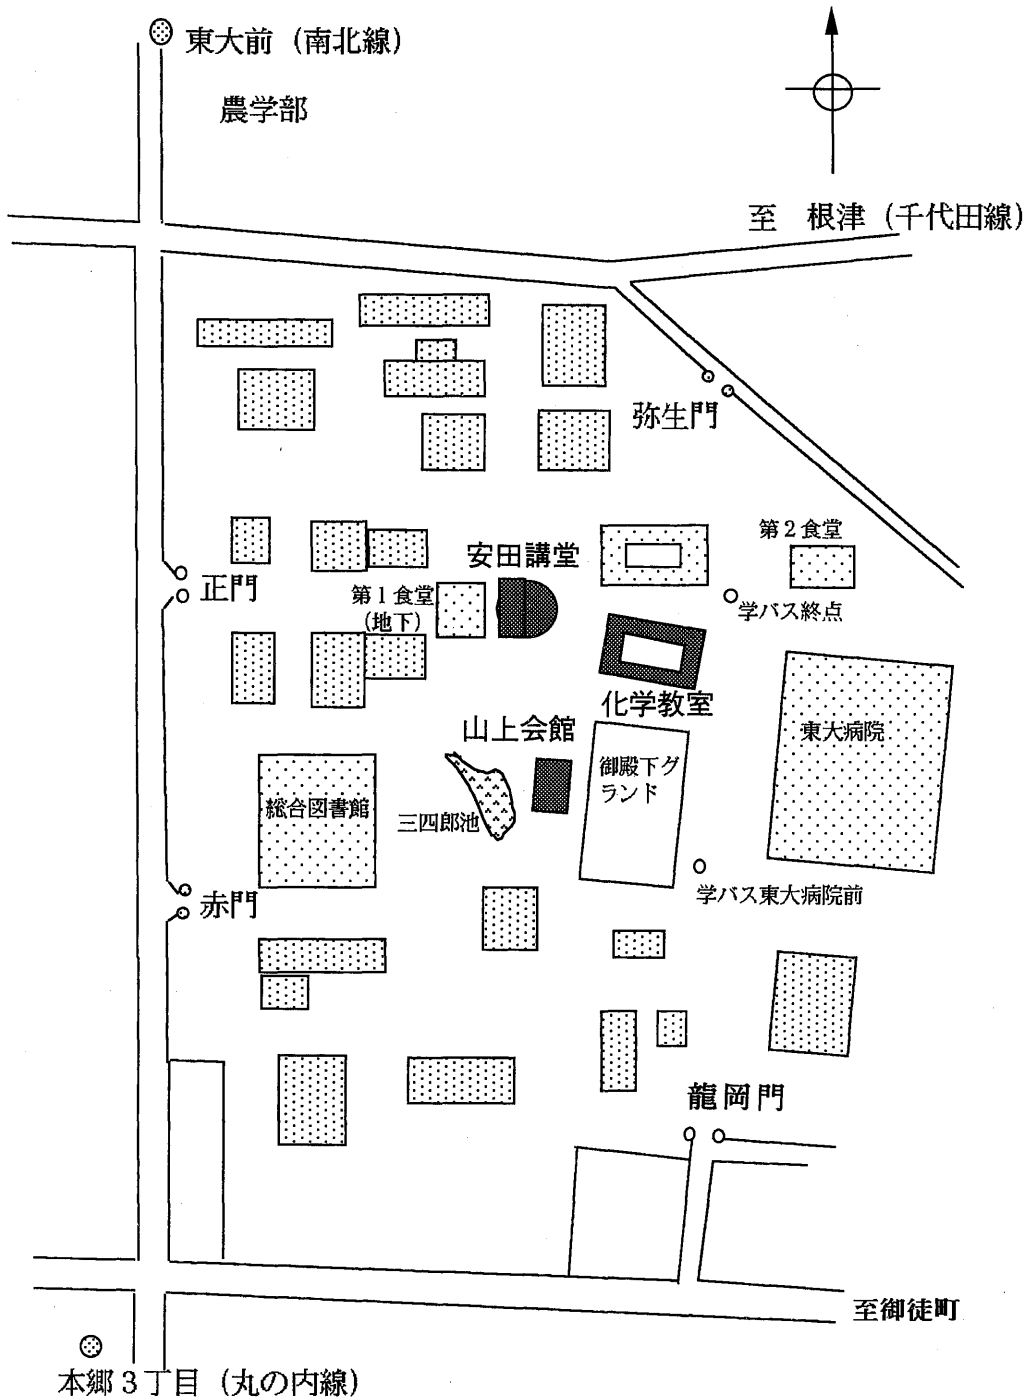 東大前（南北線）
農学部
至　根津（千代田線）
弥生門
第２食堂
安田講堂
正門
第１食堂
（地下）
学バス終点
化学教室
山上会館
東大病院
御殿下グ
ランド
総合図書館
三四郎池
学バス東大病院前
赤門
龍岡門
至御徒町
本郷３丁目（丸の内線）